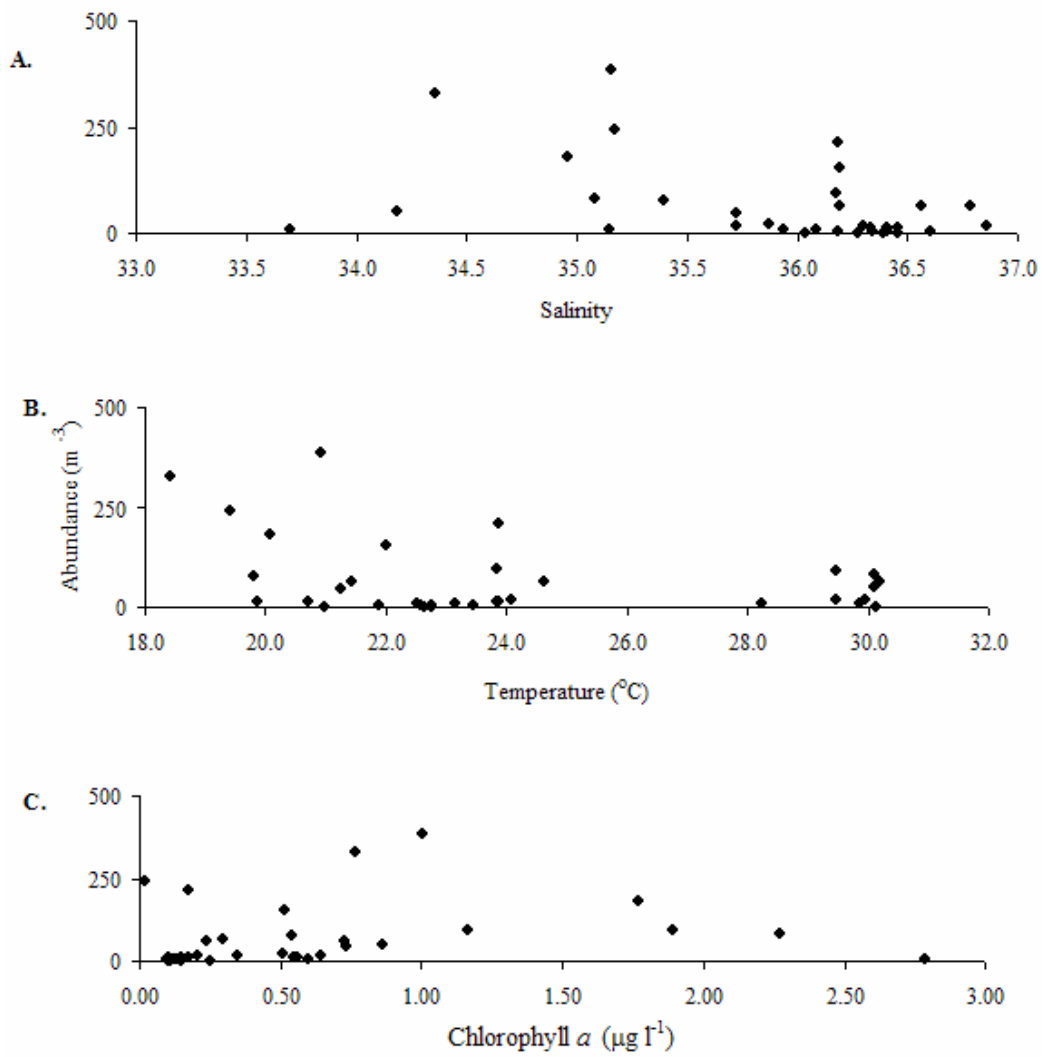 A.
500
250
0
33.0 33.5 34.0 34.5 35.0 35.5 36.0 36.5 37.0
Salinity
B.
Abundance (m -3)
500
250
0
18.0 20.0 22.0 24.0 26.0 28.0 30.0 32.0
Temperature (°C)
C.
500
250
0
0.00 0.50 1.00 1.50 2.00 2.50 3.00
Chlorophyll a (µg l-1)